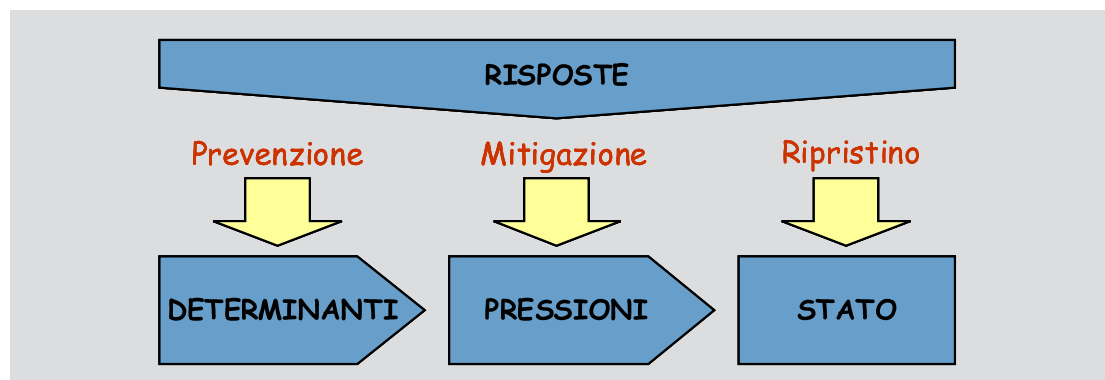 RISPOSTE
Prevenzione
Mitigazione
Ripristino
DETERMINANTI
PRESSIONI
STATO